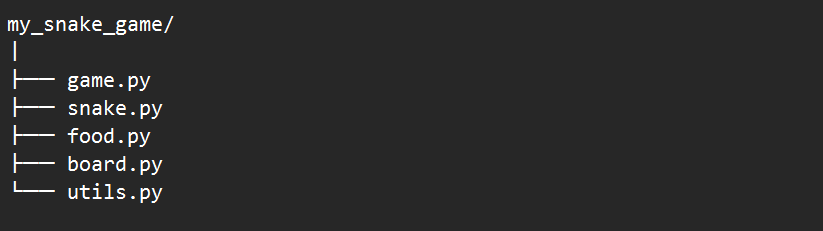 my_snake_game/
│
├── game.py
├── snake.py
├── food.py
├── board.py
└── utils.py